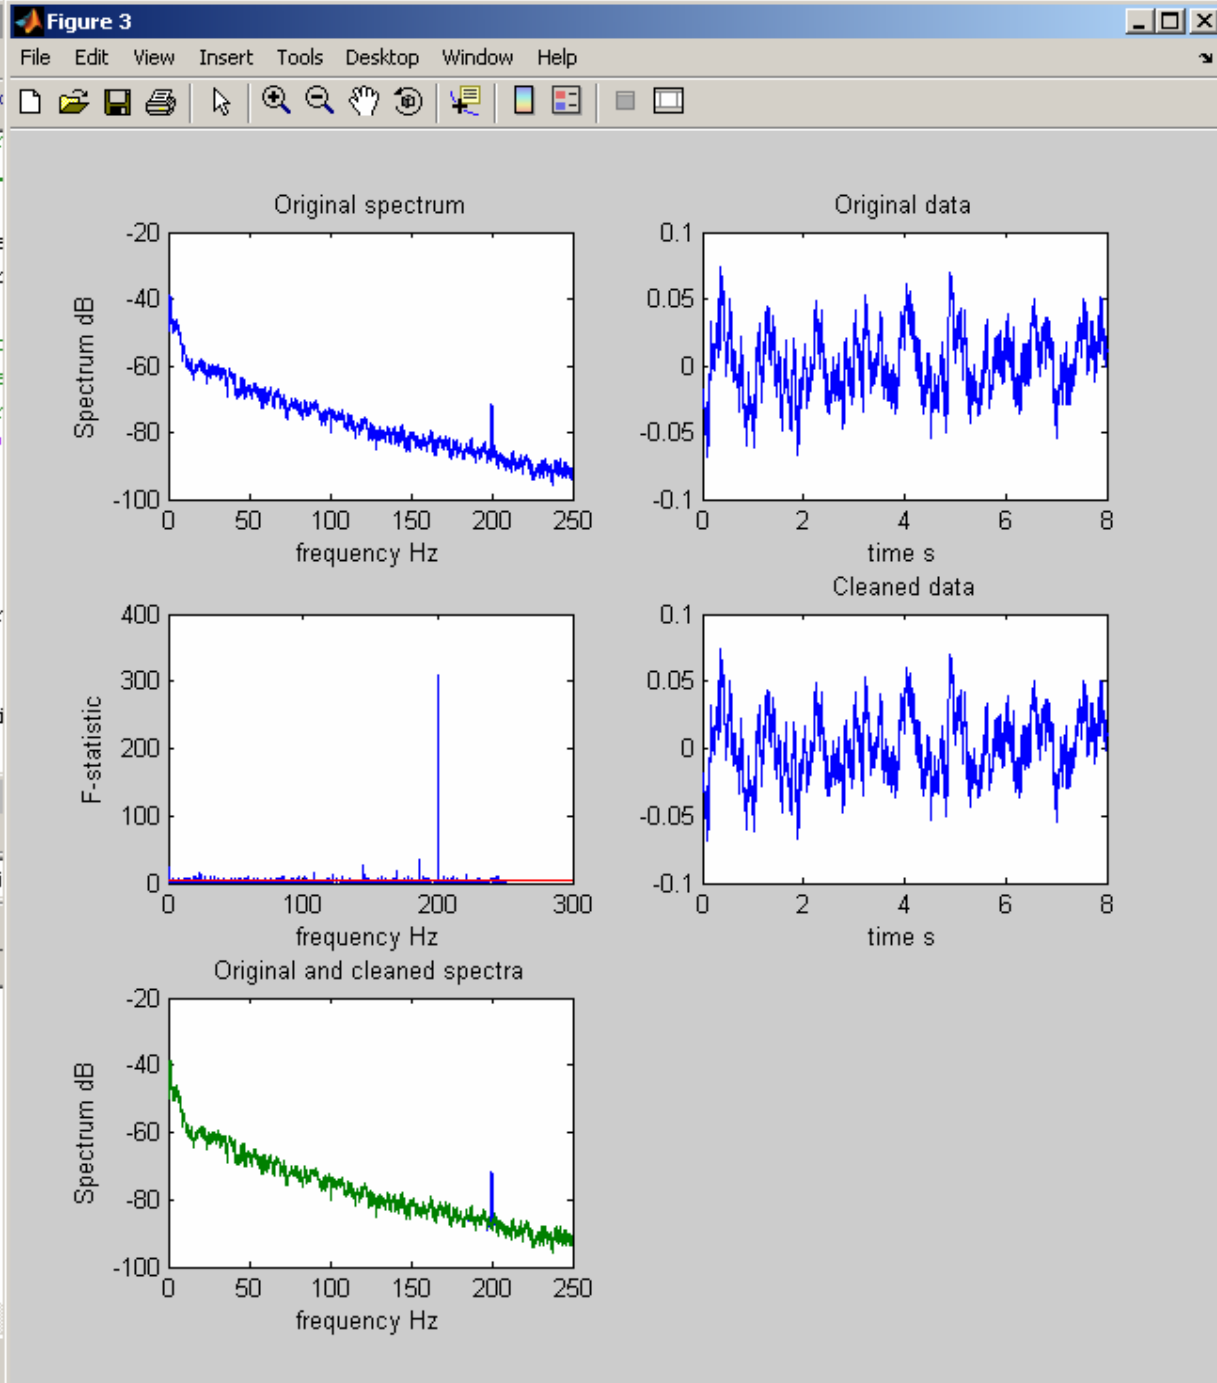 Figure 3
File Edit View Insert Tools Desktop Window Help
Original spectrum
-20
-40
-60
-80
-100
Spectrum dB
0 50 100 150 200 250
frequency Hz
Original data
0.1
0.05
0
-0.05
-0.1
0 2 4 6 8
time s
400
300
200
100
0
F-statistic
0 100 200 300
frequency Hz
Cleaned data
0.1
0.05
0
-0.05
-0.1
0 2 4 6 8
time s
Original and cleaned spectra
-20
-40
-60
-80
-100
Spectrum dB
0 50 100 150 200 250
frequency Hz